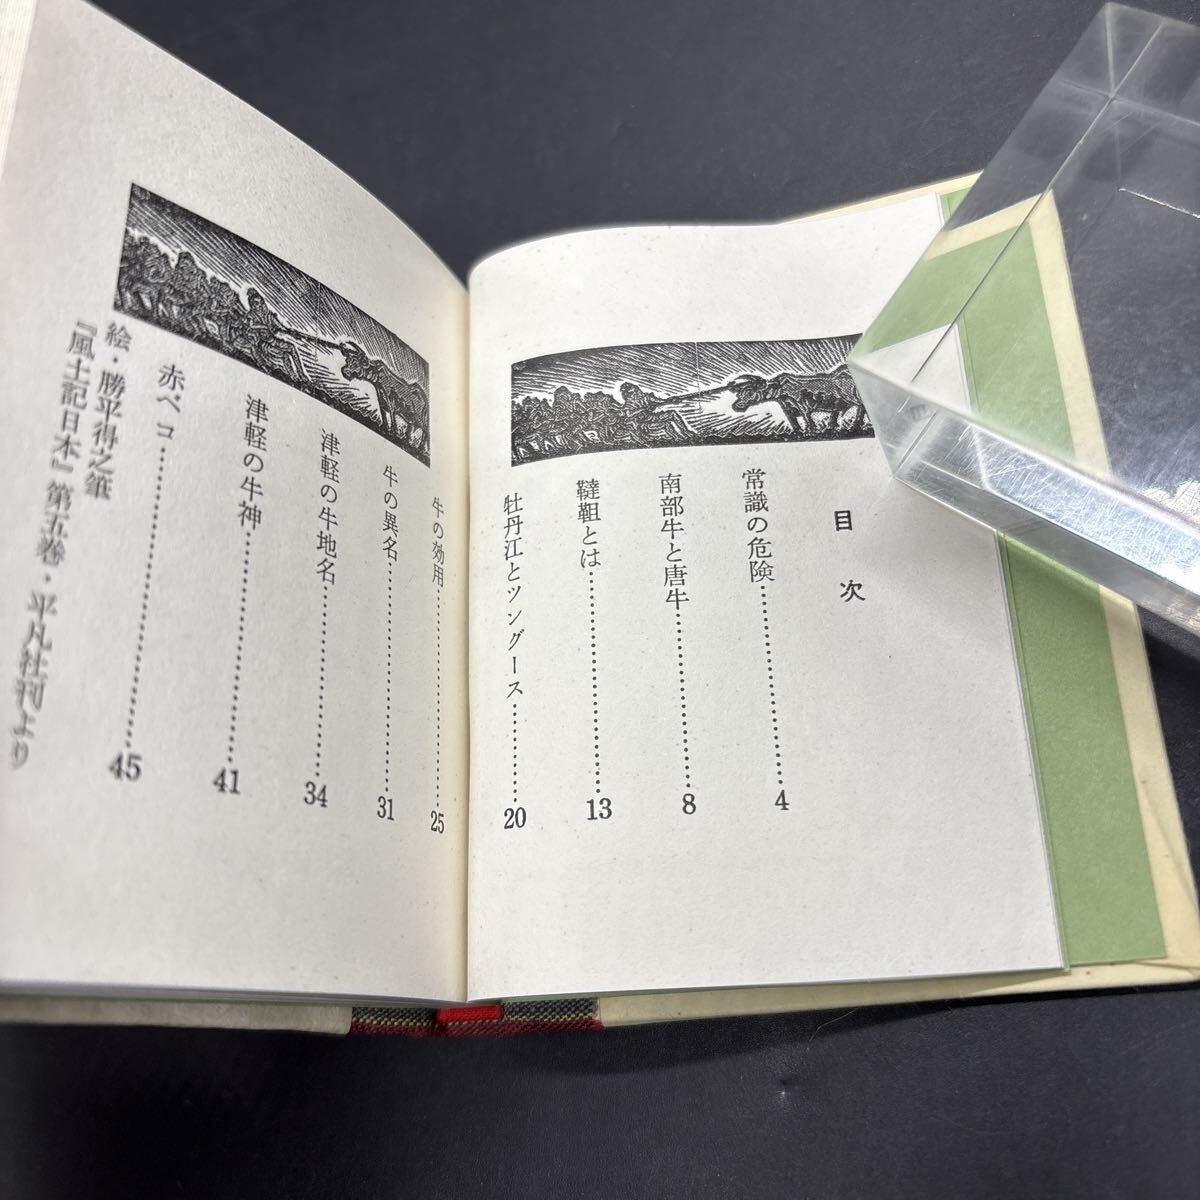 目次
常識の危険……………4
南部牛と唐牛……………8
韃靼とは……………13
牡丹江とツングース……………20
牛の効用……………25
牛の異名……………31
津軽の牛地名……………34
津軽の牛神……………41
赤ベコ……………45
絵・勝平得之筆
『風土記日本』第五巻・平凡社刊より